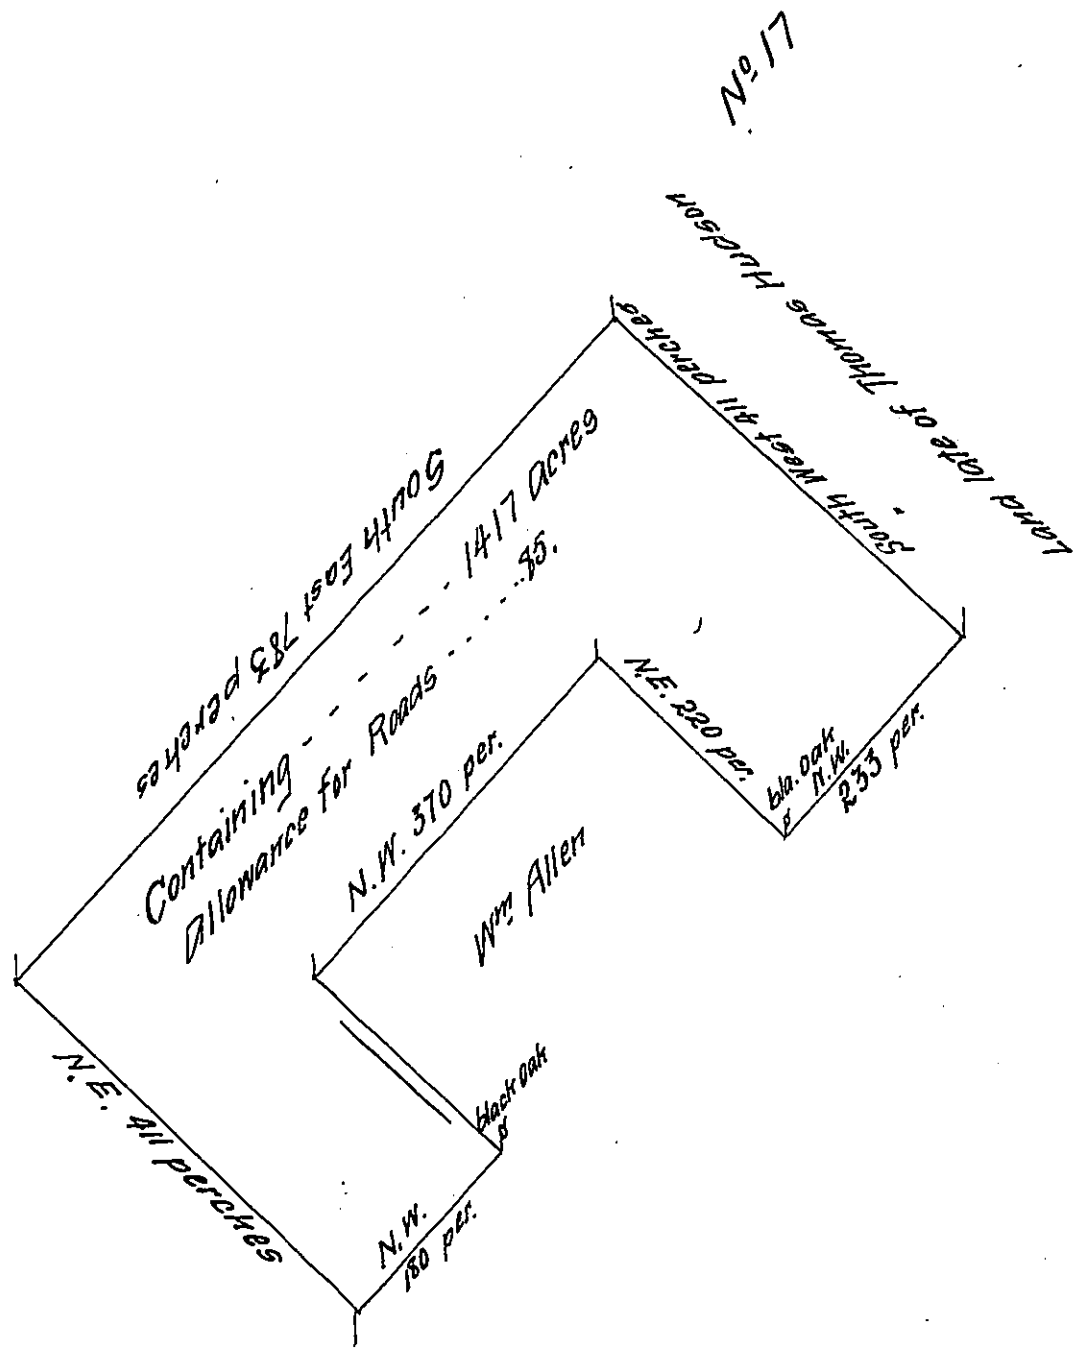 Nº 17
Land late of Thomas Hudson
South West 411 perches
South East 783 perches
Containing - - - - - - 1417 Acres
Allowance for Roads ........ 85.
N.W. 370 per.
N.E. 220 per.
bla. oak
N.W.
233 per.
Wm Allen
black oak
N.E. 411 perches
N.W.
180 per.